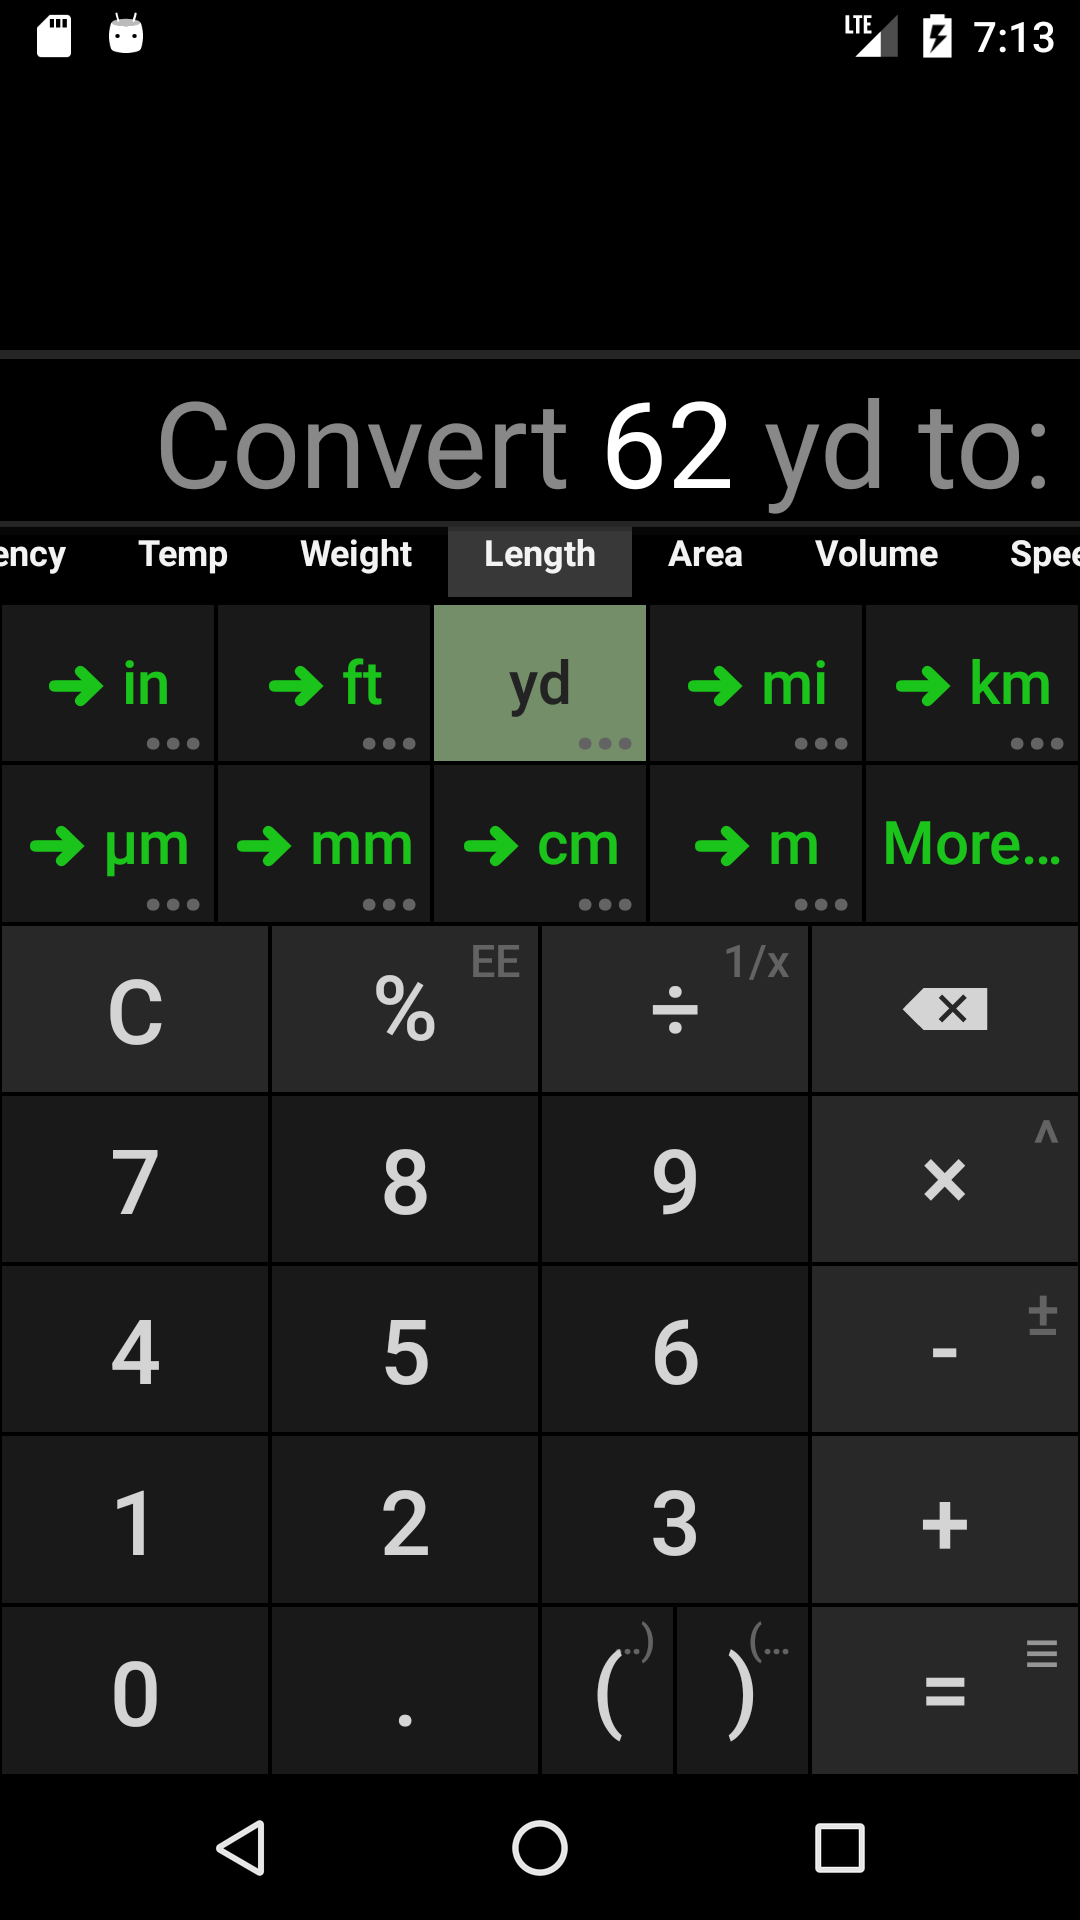 LTE 7:13
Convert 62 yd to:
ency Temp Weight Length Area Volume Spee
in ft yd mi km
µm mm cm m More...
C % EE ÷ 1/x
7 8 9 × ^
4 5 6 - ±
1 2 3 +
0 . ( ..) ) (... =